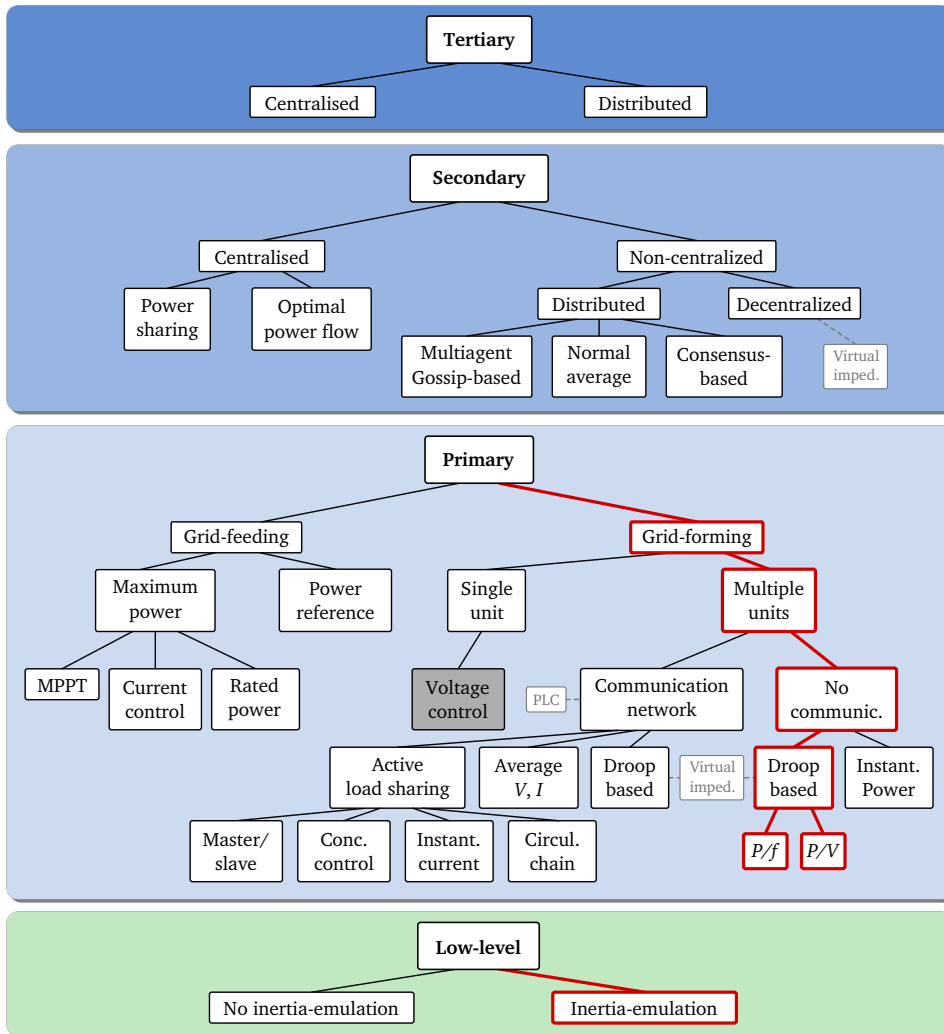 Tertiary
Centralised
Distributed
Secondary
Centralised
Non-centralized
Power
sharing
Optimal
power flow
Distributed
Decentralized
Multiagent
Gossip-based
Normal
average
Consensus-
based
Virtual
imped.
Primary
Grid-feeding
Grid-forming
Maximum
power
Power
reference
Single
unit
Multiple
units
MPPT
Current
control
Rated
power
Voltage
control
PLC
Communication
network
No
communic.
Active
load sharing
Average
V, I
Droop
based
Virtual
imped.
Droop
based
Instant.
Power
Master/
slave
Conc.
control
Instant.
current
Circul.
chain
P/f
P/V
Low-level
No inertia-emulation
Inertia-emulation